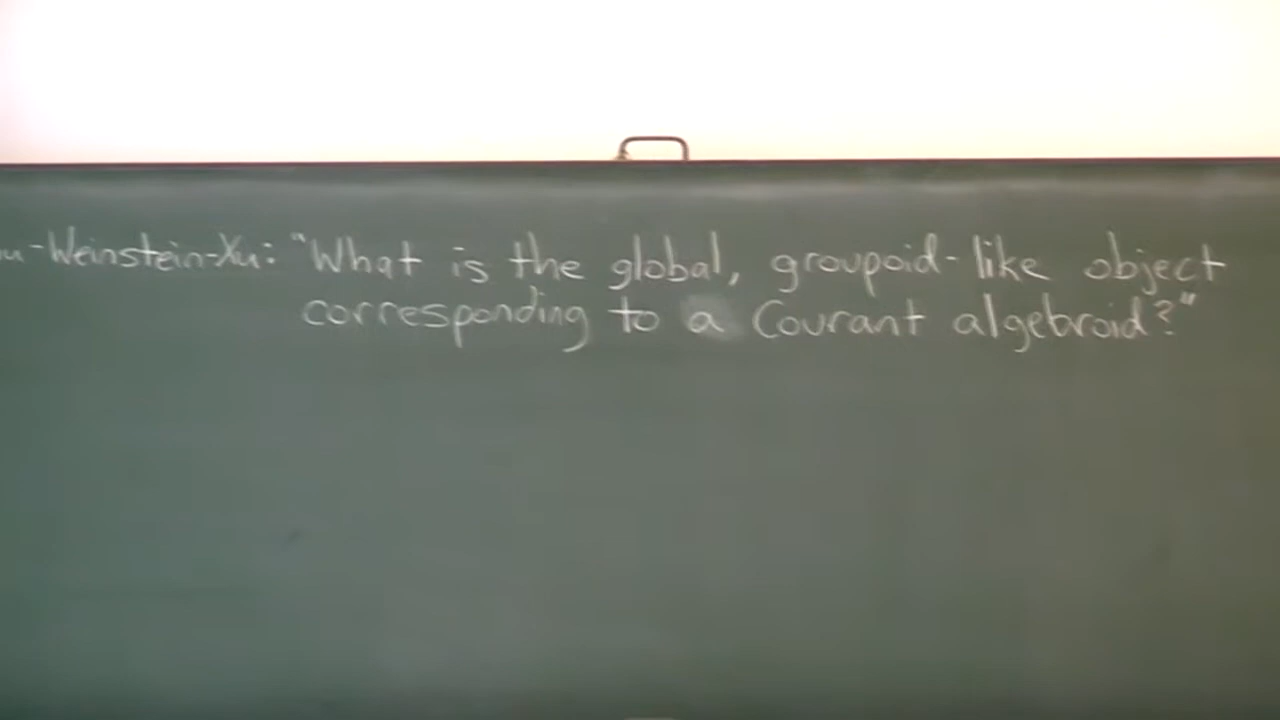 -Weinstein-Xu: "What is the global, groupoid-like object
corresponding to a Courant algebroid?"